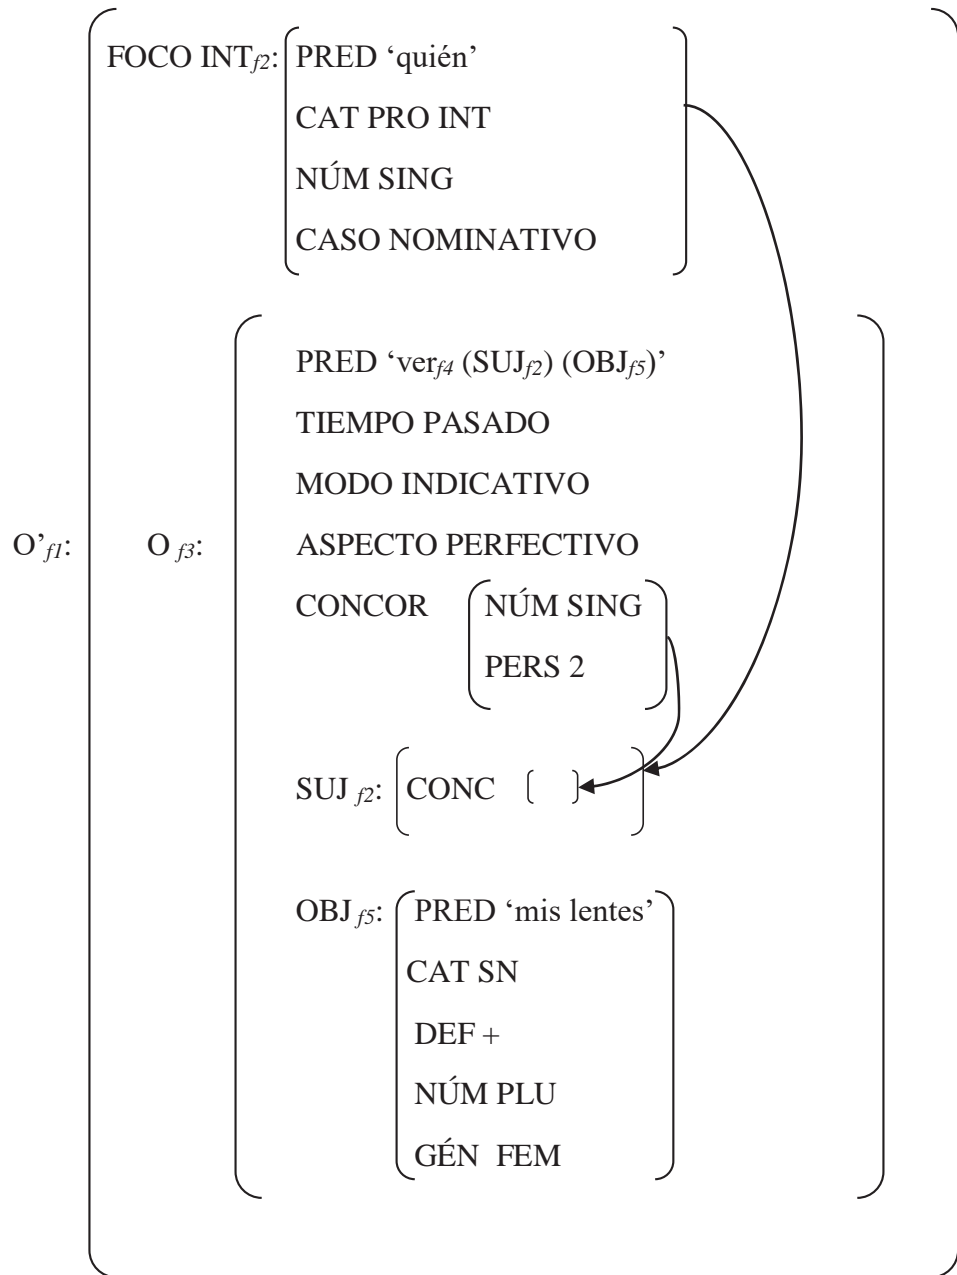 FOCO INTf2: PRED ‘quién’
CAT PRO INT
NÚM SING
CASO NOMINATIVO
PRED ‘verf4 (SUJf2) (OBJf5)’
TIEMPO PASADO
MODO INDICATIVO
O’f1: O f3: ASPECTO PERFECTIVO
CONCOR NÚM SING
PERS 2
SUJ f2: CONC [ ]
OBJ f5: PRED ‘mis lentes’
CAT SN
DEF +
NÚM PLU
GÉN FEM